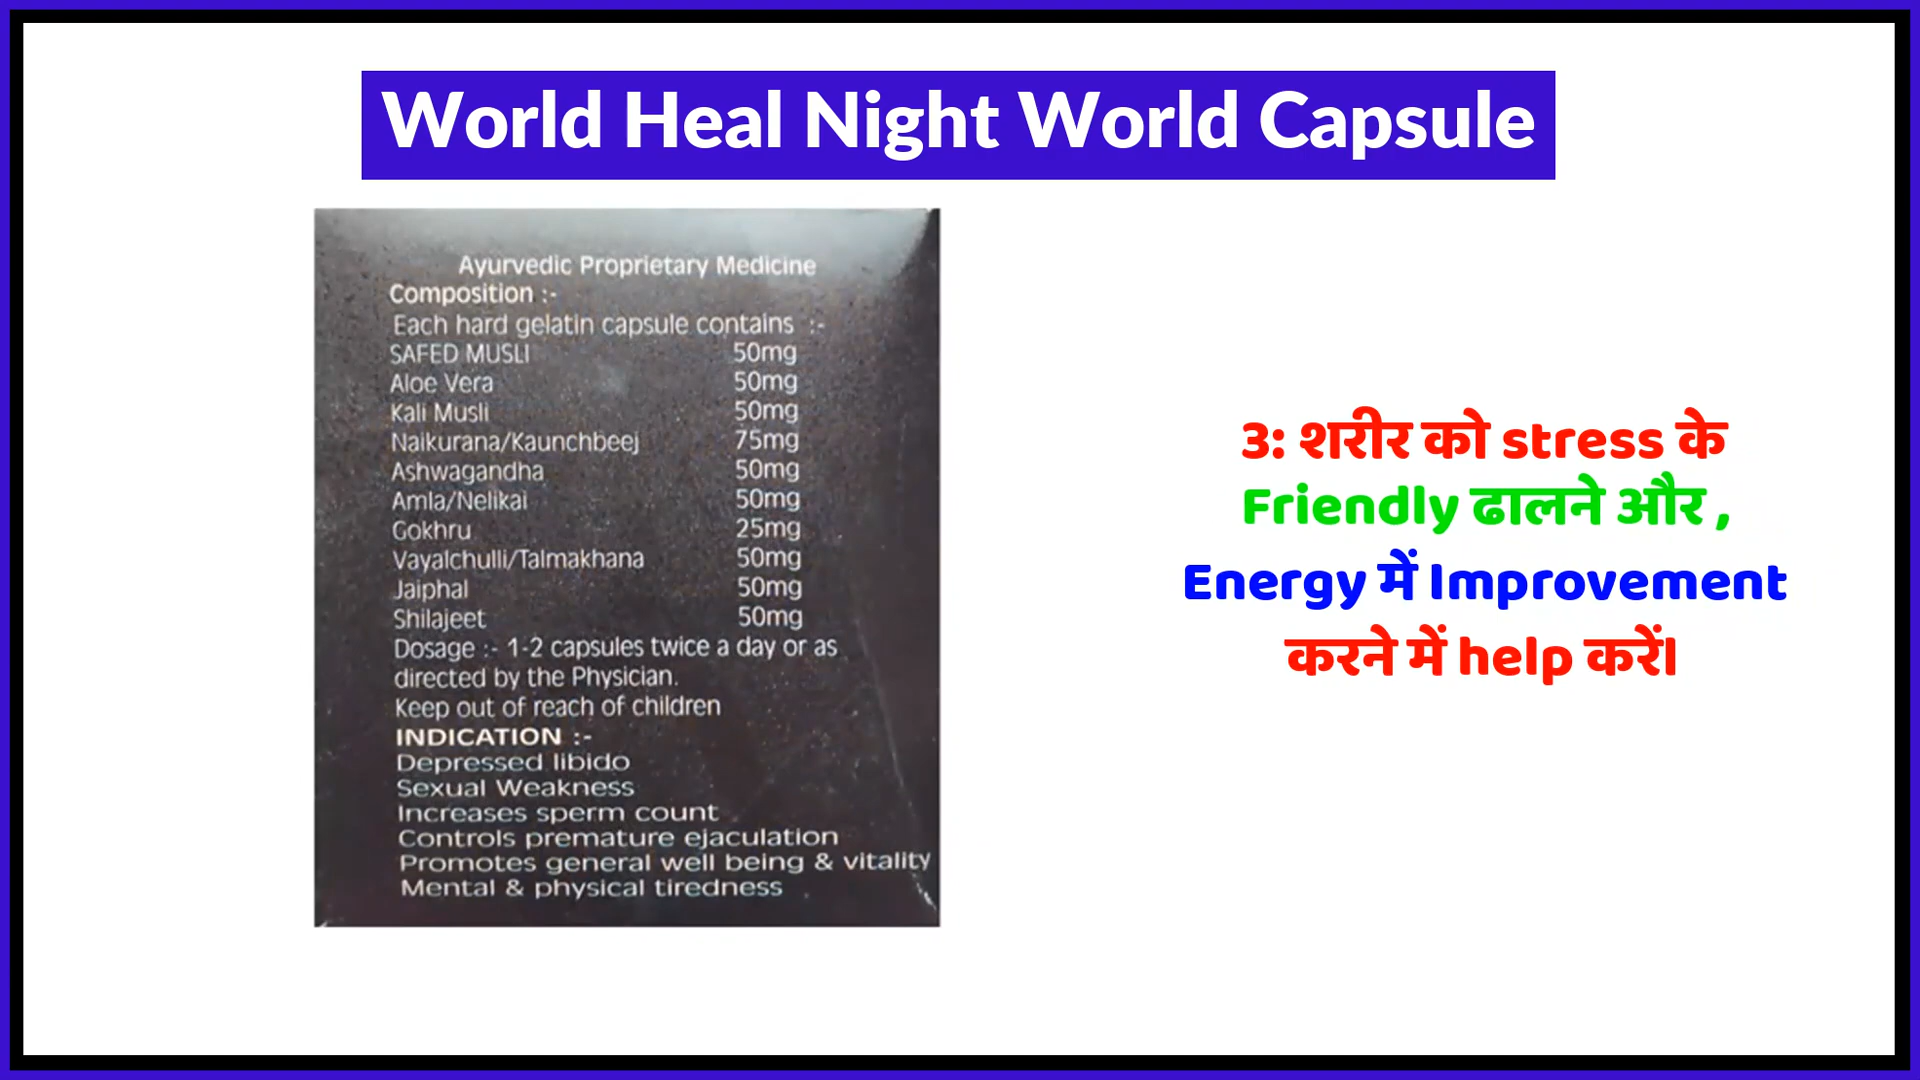 World Heal Night World Capsule
Ayurvedic Proprietary Medicine
Composition :-
Each hard gelatin capsule contains :-
SAFED MUSLI 50mg
Aloe Vera 50mg
Kali Musli 50mg
Naikurana/Kaunchbeej 75mg
Ashwagandha 50mg
Amla/Nelikai 50mg
Gokhru 25mg
Vayalchulli/Talmakhana 50mg
Jaiphal 50mg
Shilajeet 50mg
Dosage :- 1-2 capsules twice a day or as
directed by the Physician.
Keep out of reach of children
INDICATION :-
Depressed libido
Sexual Weakness
Increases sperm count
Controls premature ejaculation
Promotes general well being & vitality
Mental & physical tiredness
3: शरीर को stress के
Friendly ढालने और ,
Energy में Improvement
करने में help करें।